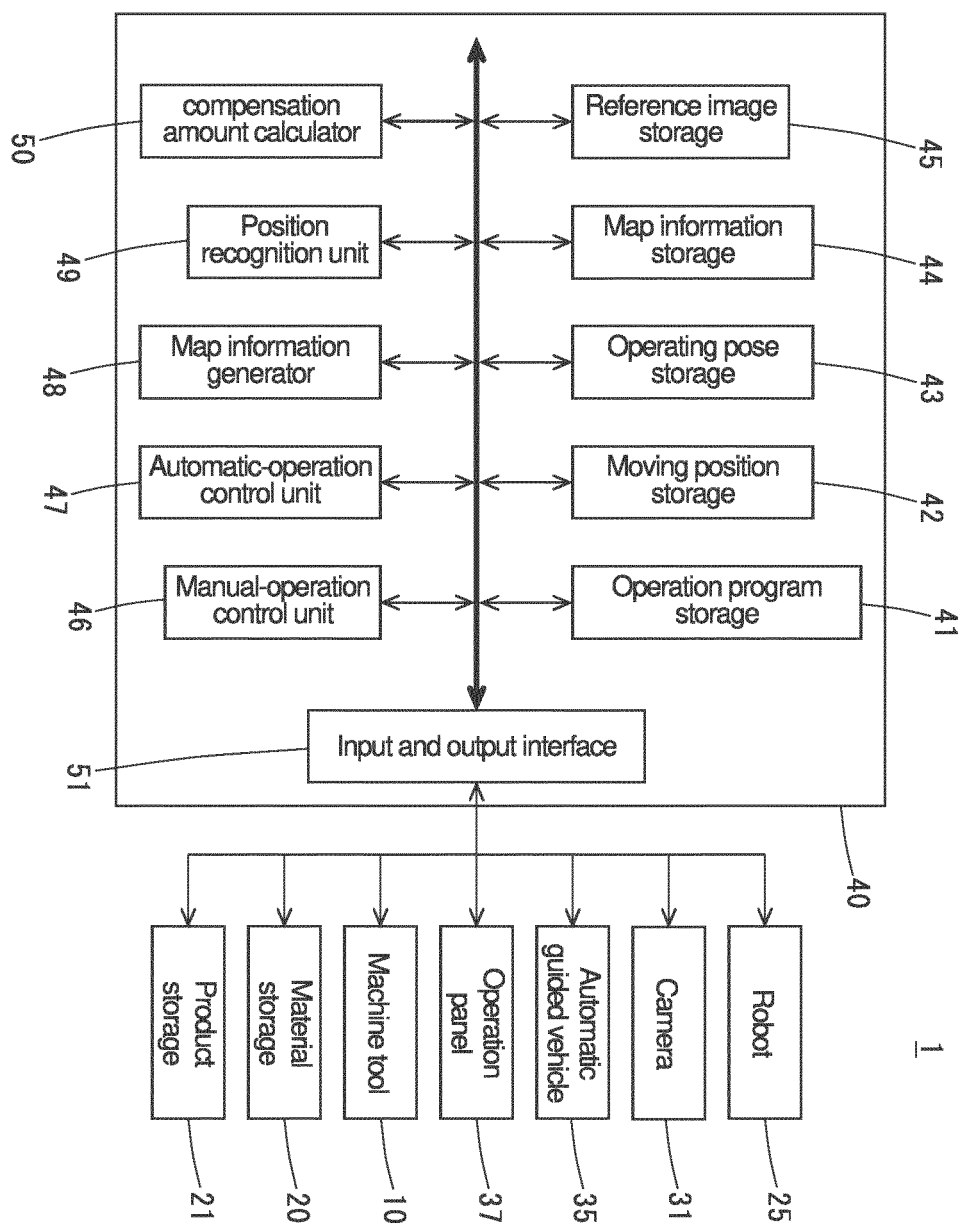 compensation
amount calculator
50
Reference image
storage
45
Position
recognition unit
49
Map information
storage
44
Map information
generator
48
Operating pose
storage
43
Automatic-operation
control unit
47
Moving position
storage
42
Manual-operation
control unit
46
Operation program
storage
41
Input and output interface
51
40
Product
storage
21
Material
storage
20
Machine tool
10
Operation
panel
37
Automatic
guided vehicle
35
Camera
31
Robot
25
1